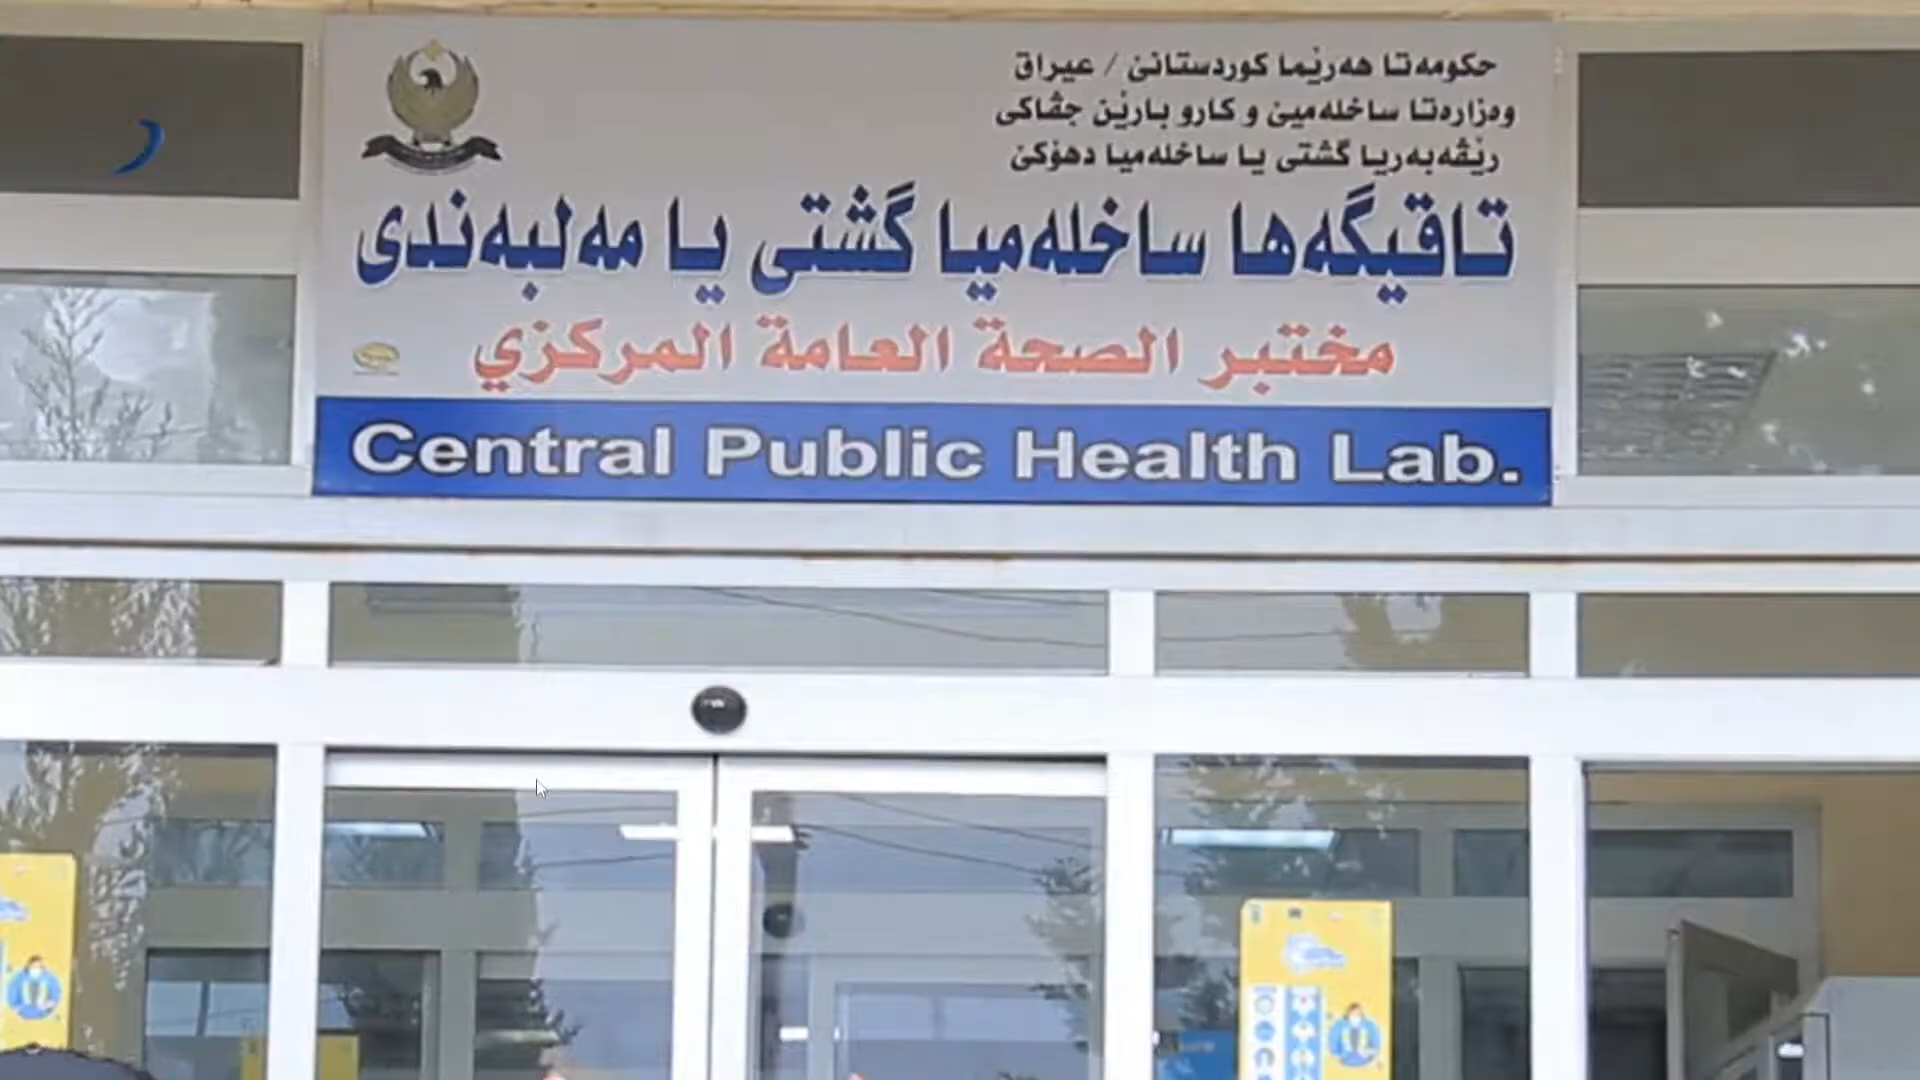 حکومەتا هەرێما کوردستانێ / عیراق
وەزارەتا ساخلەمیێ و کارو بارێن جڤاکی
رێڤەبەریا گشتی یا ساخلەمیا دهۆکێ
تاقیگەها ساخلەمیا گشتی یا مەلبەندی
مختبر الصحة العامة المركزي
Central Public Health Lab.